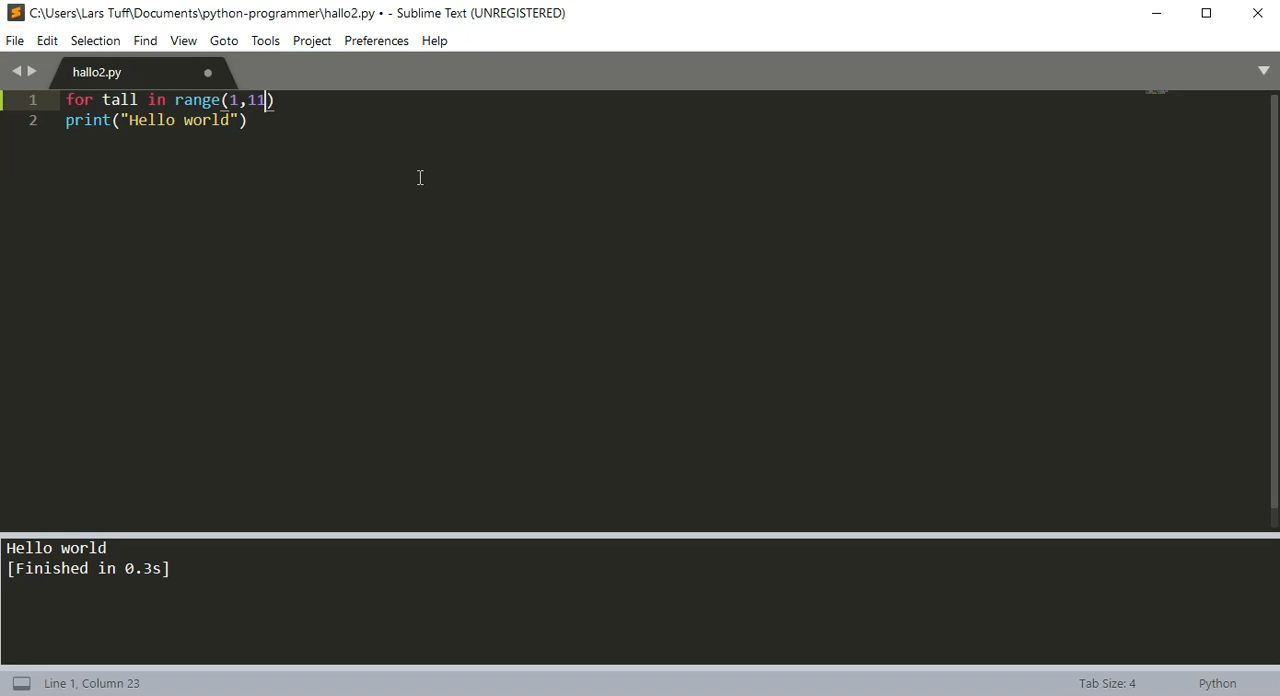 C:\Users\Lars Tuff\Documents\python-programmer\hallo2.py • - Sublime Text (UNREGISTERED)
File Edit Selection Find View Goto Tools Project Preferences Help
hallo2.py
1 for tall in range(1,11)
2 print("Hello world")
Hello world
[Finished in 0.3s]
Line 1, Column 23 Tab Size: 4 Python